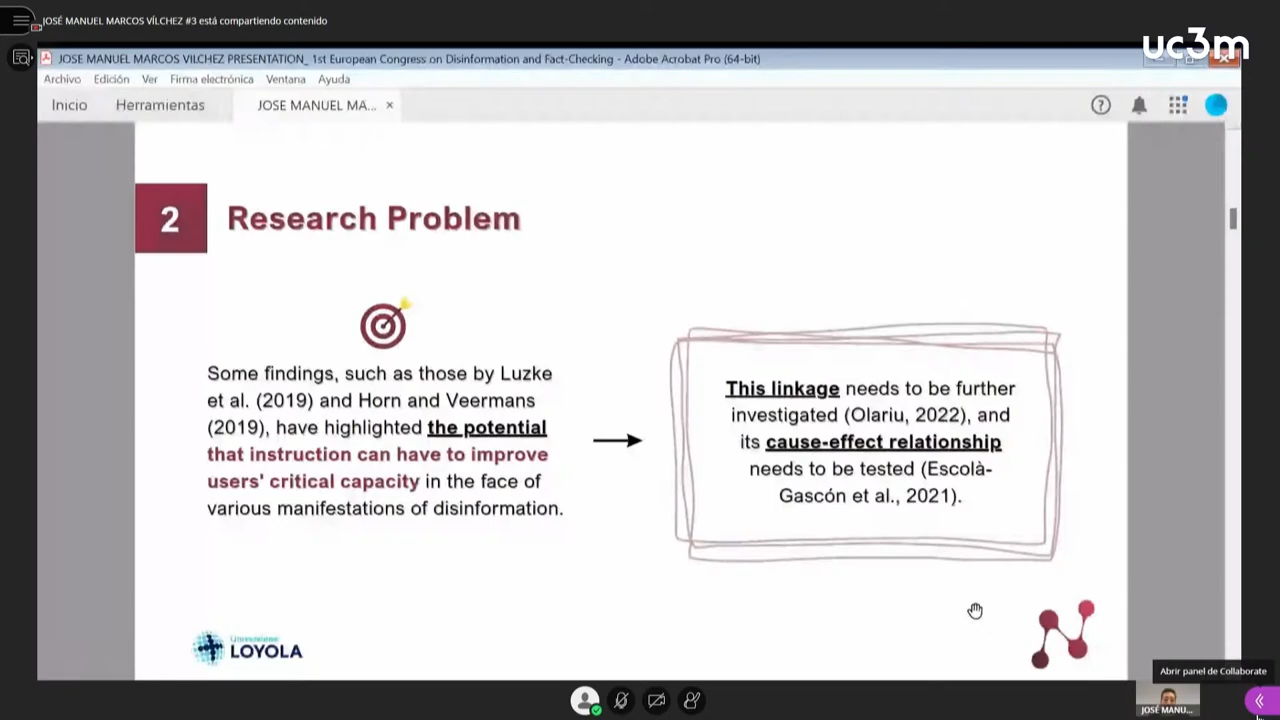 JOSÉ MANUEL MARCOS VÍLCHEZ #3 está compartiendo contenido
uc3m
JOSE MANUEL MARCOS VILCHEZ PRESENTATION_ 1st European Congress on Disinformation and Fact-Checking - Adobe Acrobat Pro (64-bit)
Archivo Edición Ver Firma electrónica Ventana Ayuda
Inicio Herramientas JOSE MANUEL MA... ×
2 Research Problem
Some findings, such as those by Luzke
et al. (2019) and Horn and Veermans
(2019), have highlighted the potential
that instruction can have to improve
users' critical capacity in the face of
various manifestations of disinformation.
This linkage needs to be further
investigated (Olariu, 2022), and
its cause-effect relationship
needs to be tested (Escolà-
Gascón et al., 2021).
Universidad
LOYOLA
Abrir panel de Collaborate
JOSÉ MANU...